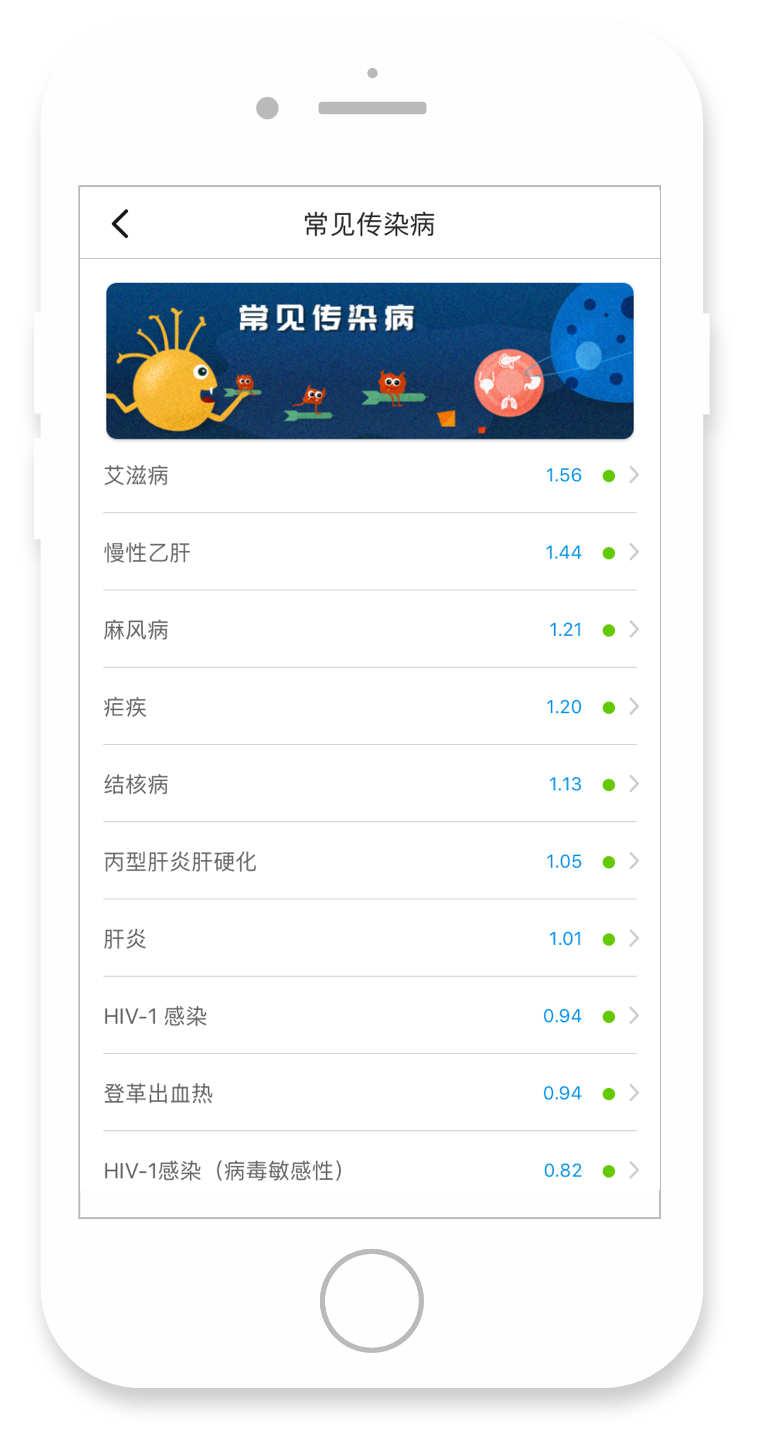 常见传染病
常见传染病
艾滋病 1.56
慢性乙肝 1.44
麻风病 1.21
疟疾 1.20
结核病 1.13
丙型肝炎肝硬化 1.05
肝炎 1.01
HIV-1 感染 0.94
登革出血热 0.94
HIV-1感染（病毒敏感性） 0.82